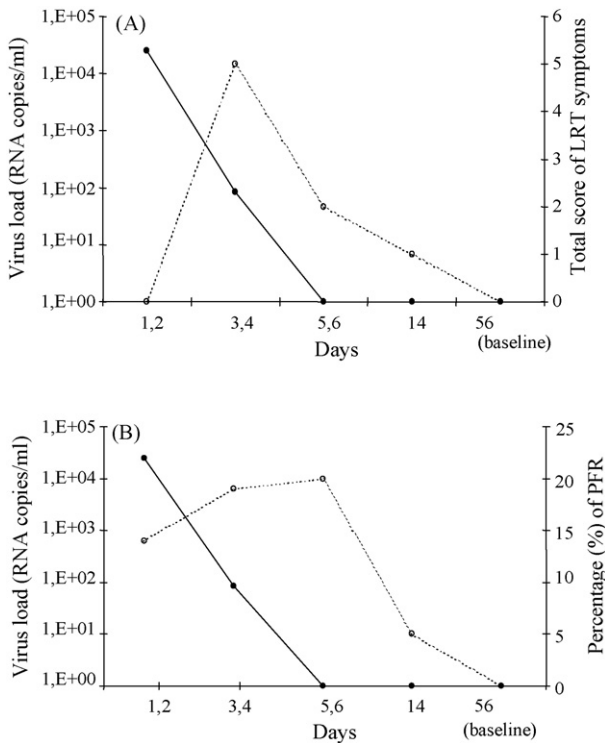 (A)
Virus load (RNA copies/ml)
1,E+05
1,E+04
1,E+03
1,E+02
1,E+01
1,E+00
6
5
4
3
2
1
0
Total score of LRT symptoms
1,2 3,4 5,6 14 56
(baseline)
Days
(B)
Virus load (RNA copies/ml)
1,E+05
1,E+04
1,E+03
1,E+02
1,E+01
1,E+00
25
20
15
10
5
0
Percentage (%) of PFR
1,2 3,4 5,6 14 56
Days (baseline)